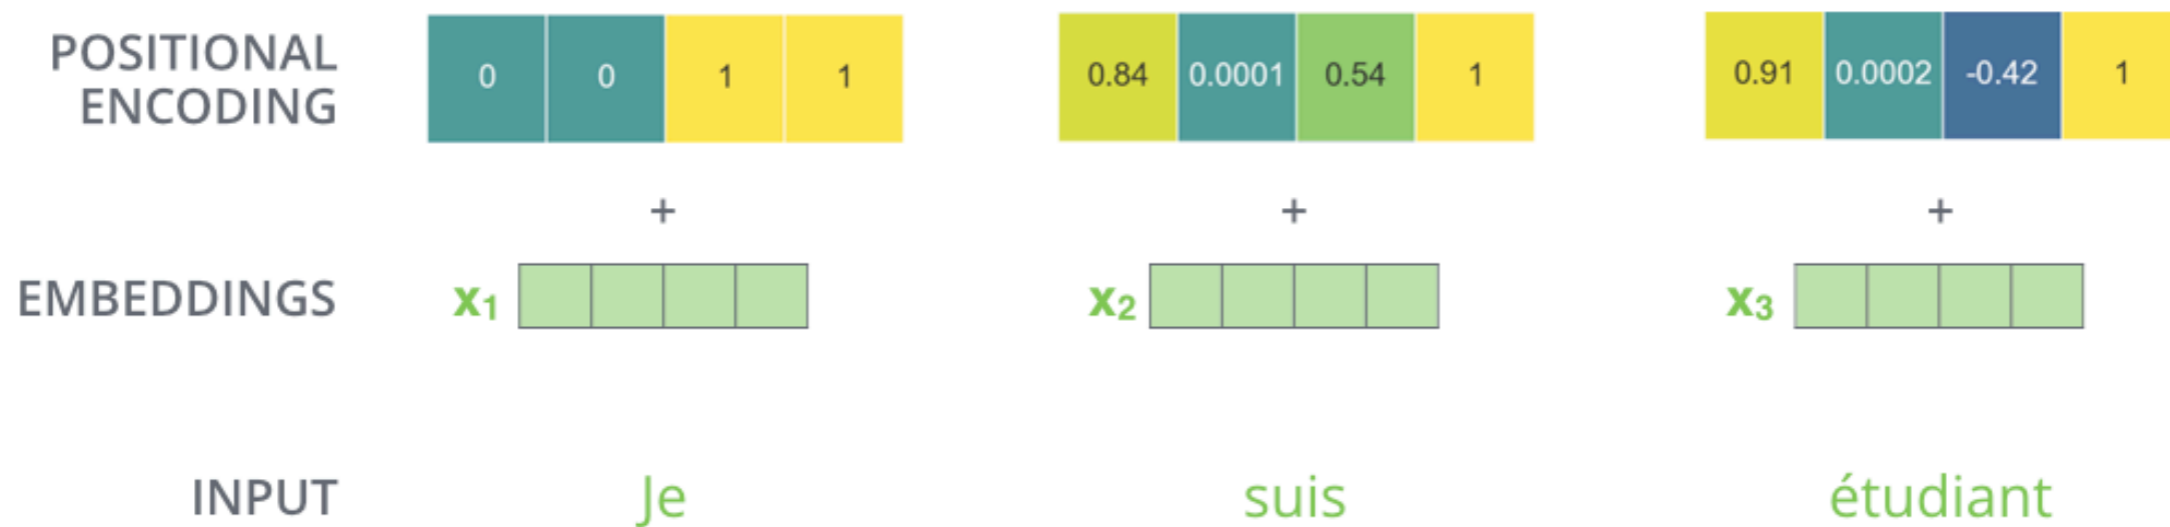 POSITIONAL ENCODING
0 0 1 1
0.84 0.0001 0.54 1
0.91 0.0002 -0.42 1
+ + +
EMBEDDINGS
x1 x2 x3
INPUT
Je suis étudiant